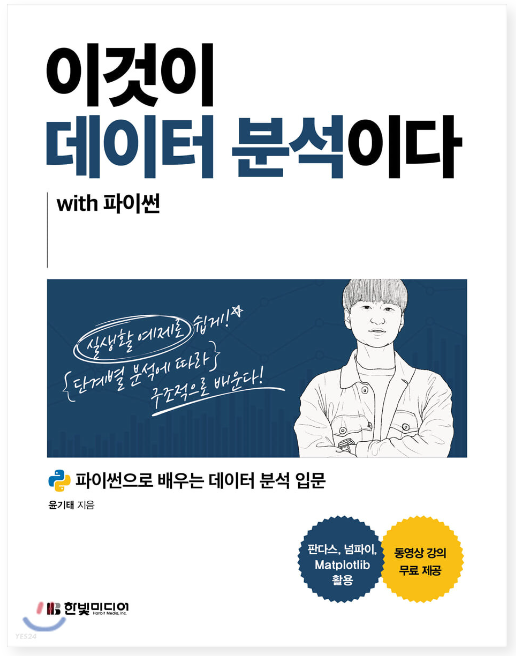 이것이
데이터 분석이다
with 파이썬
실생활 예제로 쉽게!
{단계별 분석에 따라}
구조적으로 배운다!
파이썬으로 배우는 데이터 분석 입문
윤기태 지음
판다스, 넘파이,
Matplotlib
활용
동영상 강의
무료 제공
한빛미디어
Hanbit Media, Inc.